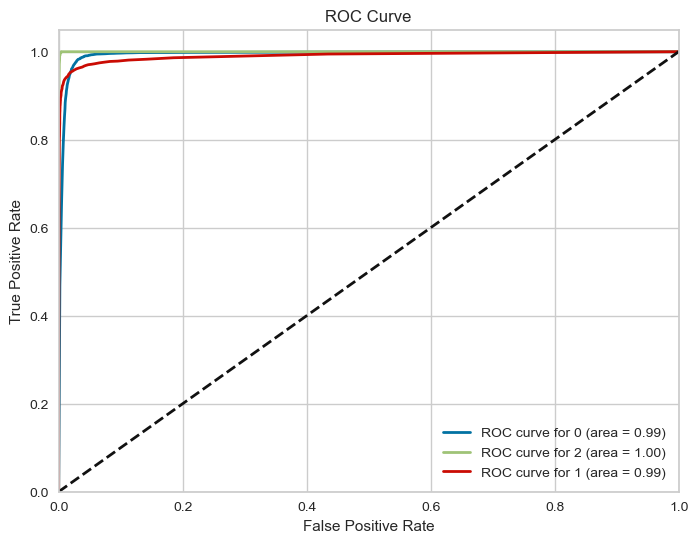 ROC Curve
True Positive Rate
1.0
0.8
0.6
0.4
0.2
0.0
ROC curve for 0 (area = 0.99)
ROC curve for 2 (area = 1.00)
ROC curve for 1 (area = 0.99)
0.0 0.2 0.4 0.6 0.8 1.0
False Positive Rate